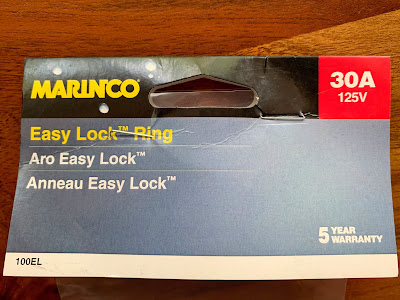 MARINCO
30A
125V
Easy Lock™ Ring
Aro Easy Lock™
Anneau Easy Lock™
5 YEAR
WARRANTY
100EL